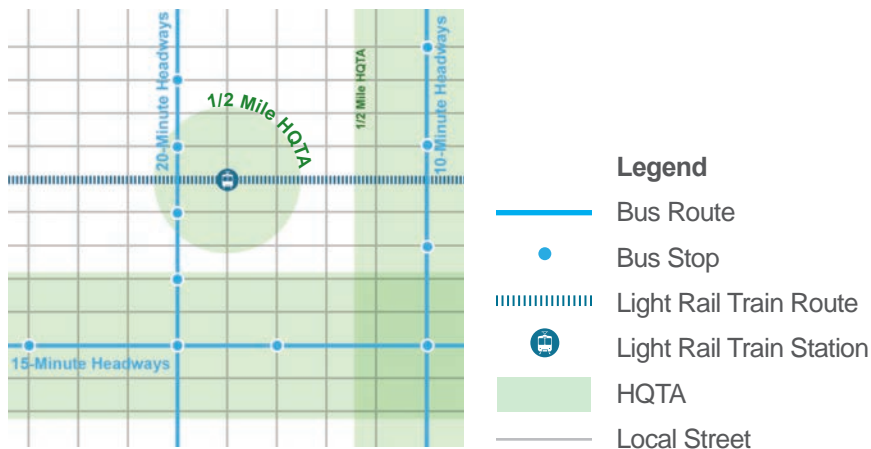 20-Minute Headways
1/2 Mile HQTA
1/2 Mile HQTA
10-Minute Headways
15-Minute Headways
Legend
Bus Route
Bus Stop
Light Rail Train Route
Light Rail Train Station
HQTA
Local Street